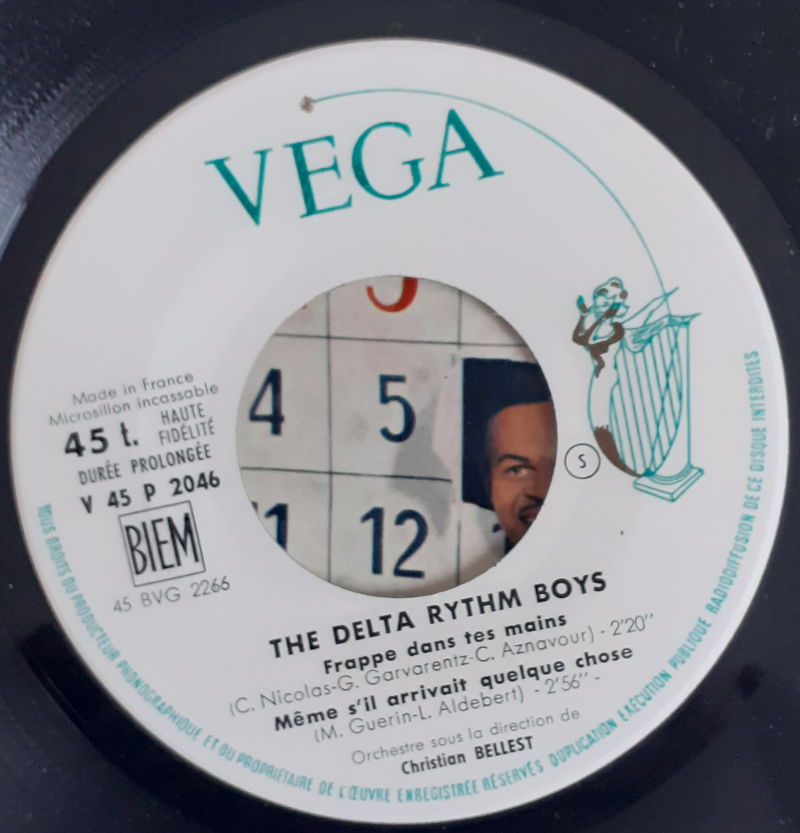 VEGA
Made in France
Microsillon incassable
45 t. HAUTE FIDÉLITÉ
DURÉE PROLONGÉE
V 45 P 2046
BIEM
45 BVG 2266
S
4 5
12
THE DELTA RYTHM BOYS
Frappe dans tes mains
(C. Nicolas-G. Garvarentz-C. Aznavour) - 2'20"
Même s'il arrivait quelque chose
(M. Guerin-L. Aldebert) - 2'56" -
Orchestre sous la direction de
Christian BELLEST
TOUS DROITS DU PRODUCTEUR PHONOGRAPHIQUE ET DU PROPRIÉTAIRE DE L'ŒUVRE ENREGISTRÉE RÉSERVÉS DUPLICATION EXÉCUTION PUBLIQUE RADIODIFFUSION DE CE DISQUE INTERDITES